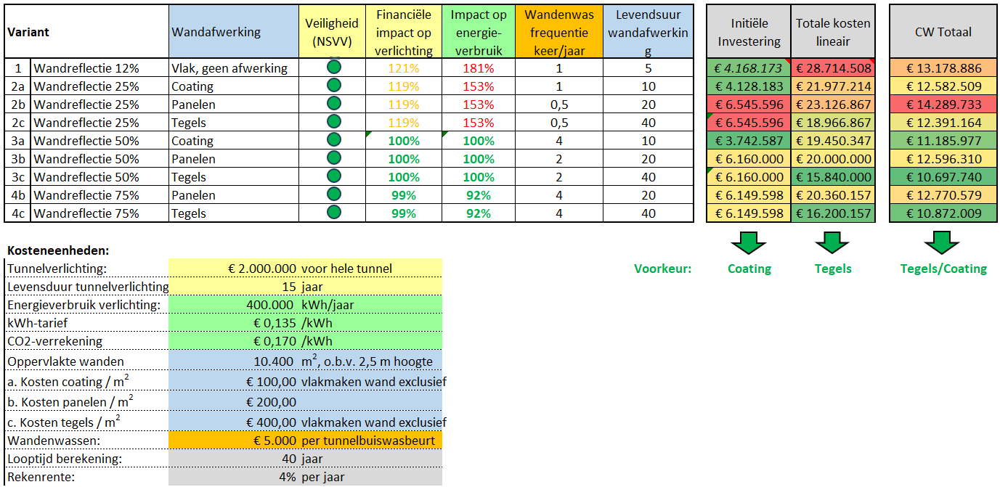 Variant Wandafwerking Veiligheid (NSVV) Financiële impact op verlichting Impact op energie-verbruik Wandenwas frequentie keer/jaar Levendsuur wandafwerking Initiële Investering Totale kosten lineair CW Totaal
1 Wandreflectie 12% Vlak, geen afwerking 121% 181% 1 5 € 4.168.173 € 28.714.508 € 13.178.886
2a Wandreflectie 25% Coating 119% 153% 1 10 € 4.128.183 € 21.977.214 € 12.582.509
2b Wandreflectie 25% Panelen 119% 153% 0,5 20 € 6.545.596 € 23.126.867 € 14.289.733
2c Wandreflectie 25% Tegels 119% 153% 0,5 40 € 6.545.596 € 18.966.867 € 12.391.164
3a Wandreflectie 50% Coating 100% 100% 4 10 € 3.742.587 € 19.450.347 € 11.185.977
3b Wandreflectie 50% Panelen 100% 100% 2 20 € 6.160.000 € 20.000.000 € 12.596.310
3c Wandreflectie 50% Tegels 100% 100% 2 40 € 6.160.000 € 15.840.000 € 10.697.740
4b Wandreflectie 75% Panelen 99% 92% 4 20 € 6.149.598 € 20.360.157 € 12.770.579
4c Wandreflectie 75% Tegels 99% 92% 4 40 € 6.149.598 € 16.200.157 € 10.872.009
Kosteneenheden:
Tunnelverlichting: € 2.000.000 voor hele tunnel
Voorkeur: Coating Tegels Tegels/Coating
Levensduur tunnelverlichting 15 jaar
Energieverbruik verlichting: 400.000 kWh/jaar
kWh-tarief € 0,135 /kWh
CO2-verrekening € 0,170 /kWh
Oppervlakte wanden 10.400 m², o.b.v. 2,5 m hoogte
a. Kosten coating / m² € 100,00 vlakmaken wand exclusief
b. Kosten panelen / m² € 200,00
c. Kosten tegels / m² € 400,00 vlakmaken wand exclusief
Wandenwassen: € 5.000 per tunnelbuiswasbeurt
Looptijd berekening: 40 jaar
Rekenrente: 4% per jaar